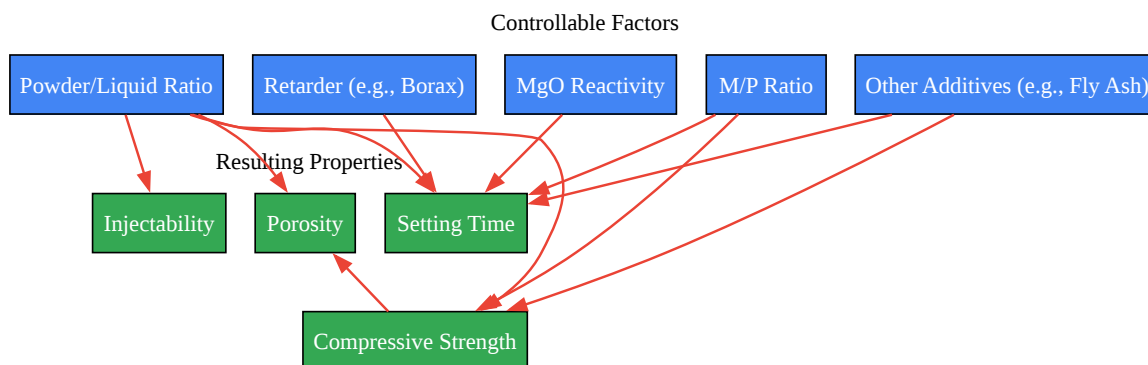 Controllable Factors
Powder/Liquid Ratio
Retarder (e.g., Borax)
MgO Reactivity
M/P Ratio
Other Additives (e.g., Fly Ash)
Resulting Properties
Injectability
Porosity
Setting Time
Compressive Strength